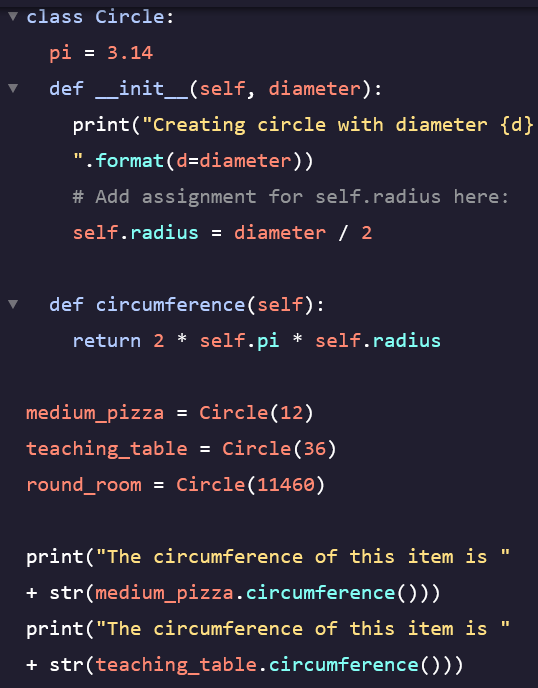 class Circle:
  pi = 3.14
  def __init__(self, diameter):
    print("Creating circle with diameter {d}
    ".format(d=diameter))
    # Add assignment for self.radius here:
    self.radius = diameter / 2

  def circumference(self):
    return 2 * self.pi * self.radius

medium_pizza = Circle(12)
teaching_table = Circle(36)
round_room = Circle(11460)

print("The circumference of this item is "
+ str(medium_pizza.circumference()))
print("The circumference of this item is "
+ str(teaching_table.circumference()))